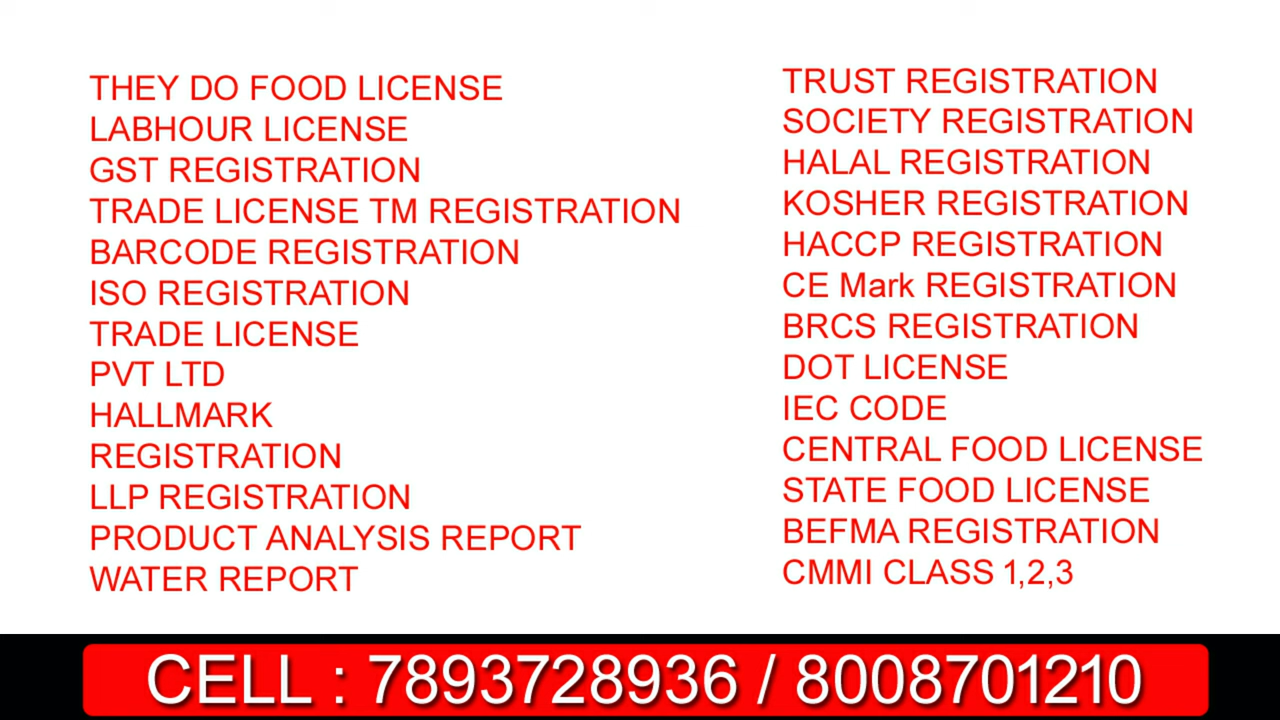 THEY DO FOOD LICENSE
LABHOUR LICENSE
GST REGISTRATION
TRADE LICENSE TM REGISTRATION
BARCODE REGISTRATION
ISO REGISTRATION
TRADE LICENSE
PVT LTD
HALLMARK
REGISTRATION
LLP REGISTRATION
PRODUCT ANALYSIS REPORT
WATER REPORT
TRUST REGISTRATION
SOCIETY REGISTRATION
HALAL REGISTRATION
KOSHER REGISTRATION
HACCP REGISTRATION
CE Mark REGISTRATION
BRCS REGISTRATION
DOT LICENSE
IEC CODE
CENTRAL FOOD LICENSE
STATE FOOD LICENSE
BEFMA REGISTRATION
CMMI CLASS 1,2,3
CELL : 7893728936 / 8008701210